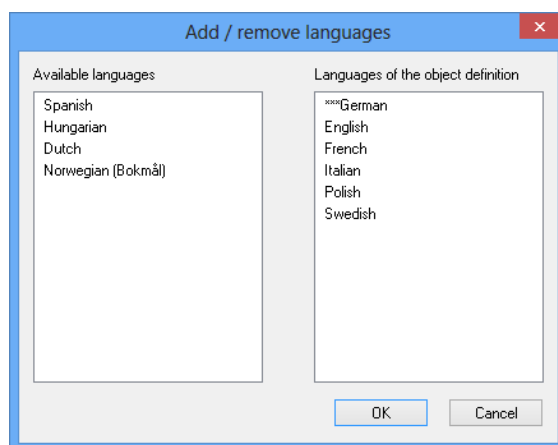 Add / remove languages
Available languages
Spanish
Hungarian
Dutch
Norwegian (Bokmål)
Languages of the object definition
***German
English
French
Italian
Polish
Swedish
OK
Cancel